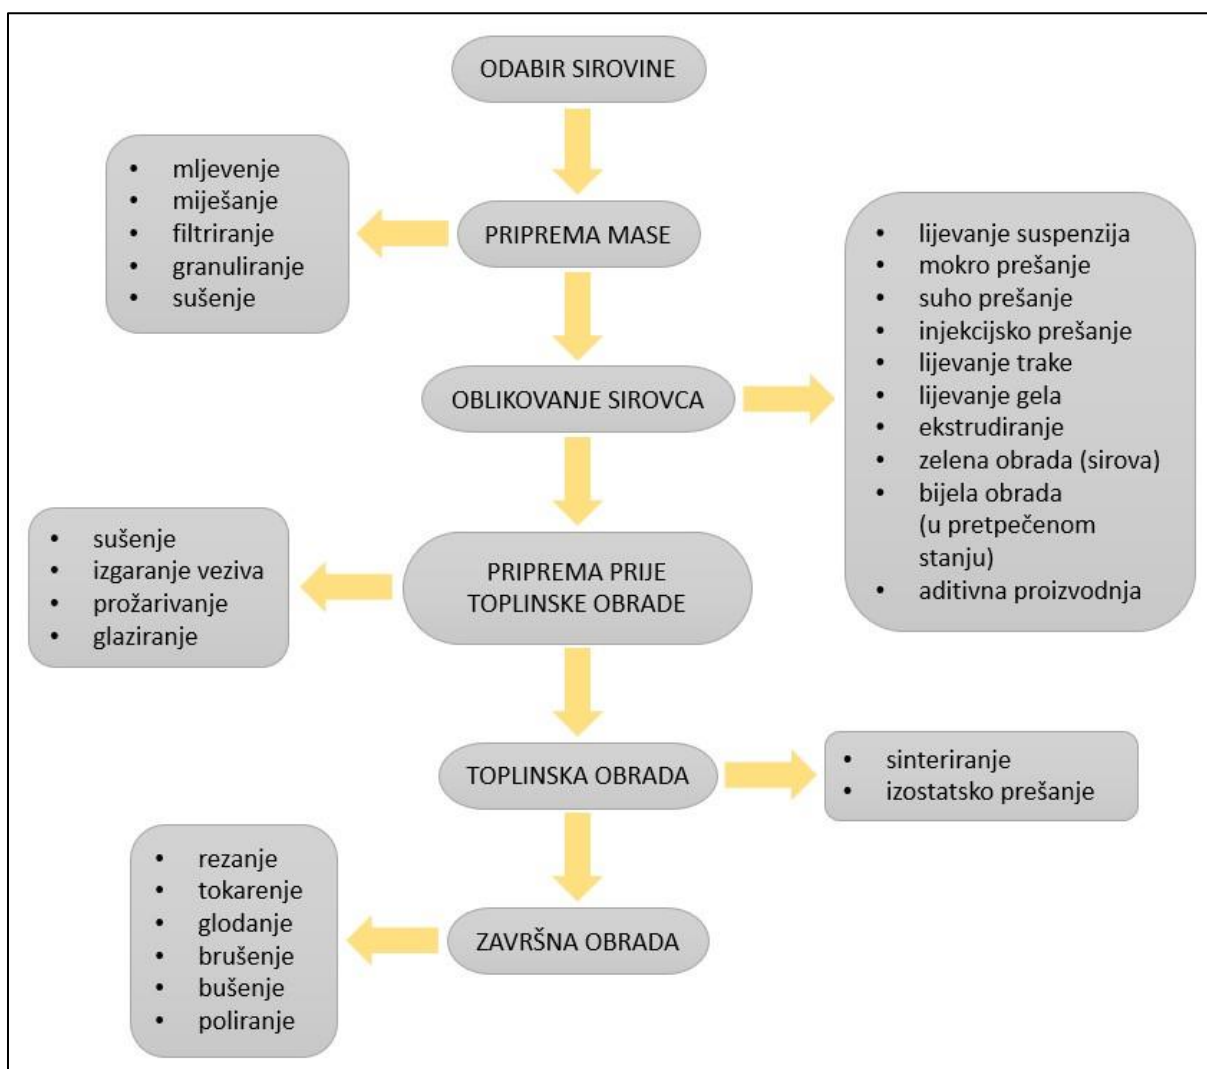 ODABIR SIROVINE
• mljevenje
• miješanje
• filtriranje
• granuliranje
• sušenje
PRIPREMA MASE
OBLIKOVANJE SIROVCA
• lijevanje suspenzija
• mokro prešanje
• suho prešanje
• injekcijsko prešanje
• lijevanje trake
• lijevanje gela
• ekstrudiranje
• zelena obrada (sirova)
• bijela obrada
(u pretpečenom
stanju)
• aditivna proizvodnja
• sušenje
• izgaranje veziva
• prožarivanje
• glaziranje
PRIPREMA PRIJE
TOPLINSKE OBRADE
TOPLINSKA OBRADA
• sinteriranje
• izostatsko prešanje
• rezanje
• tokarenje
• glodanje
• brušenje
• bušenje
• poliranje
ZAVRŠNA OBRADA